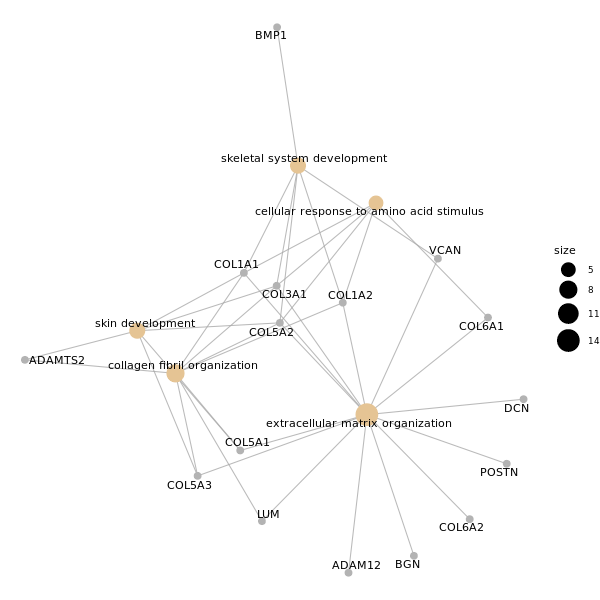 BMP1
skeletal system development
cellular response to amino acid stimulus
VCAN
size
COL1A1
5
8
COL3A1
COL1A2
11
skin development
COL6A1
COL5A2
14
ADAMTS2
collagen fibril organization
DCN
extracellular matrix organization
COL5A1
POSTN
COL5A3
LUM
COL6A2
ADAM12
BGN